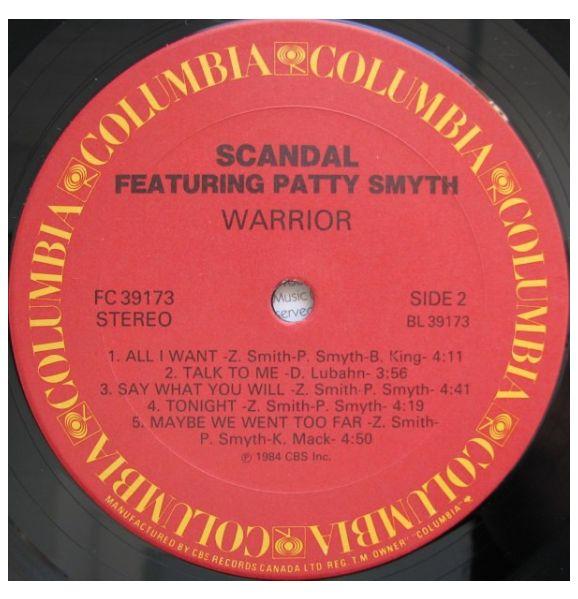 COLUMBIA COLUMBIA COLUMBIA COLUMBIA COLUMBIA COLUMBIA
SCANDAL
FEATURING PATTY SMYTH
WARRIOR
FC 39173
STEREO
SIDE 2
BL 39173
Music
1. ALL I WANT -Z. Smith-P. Smyth-B. King- 4:11
2. TALK TO ME -D. Lubahn- 3:56
3. SAY WHAT YOU WILL -Z. Smith-P. Smyth- 4:41
4. TONIGHT -Z. Smith-P. Smyth- 4:19
5. MAYBE WE WENT TOO FAR -Z. Smith-
P. Smyth-K. Mack- 4:50
℗ 1984 CBS Inc.
MANUFACTURED BY CBS RECORDS CANADA LTD REG. T.M. OWNER "COLUMBIA"